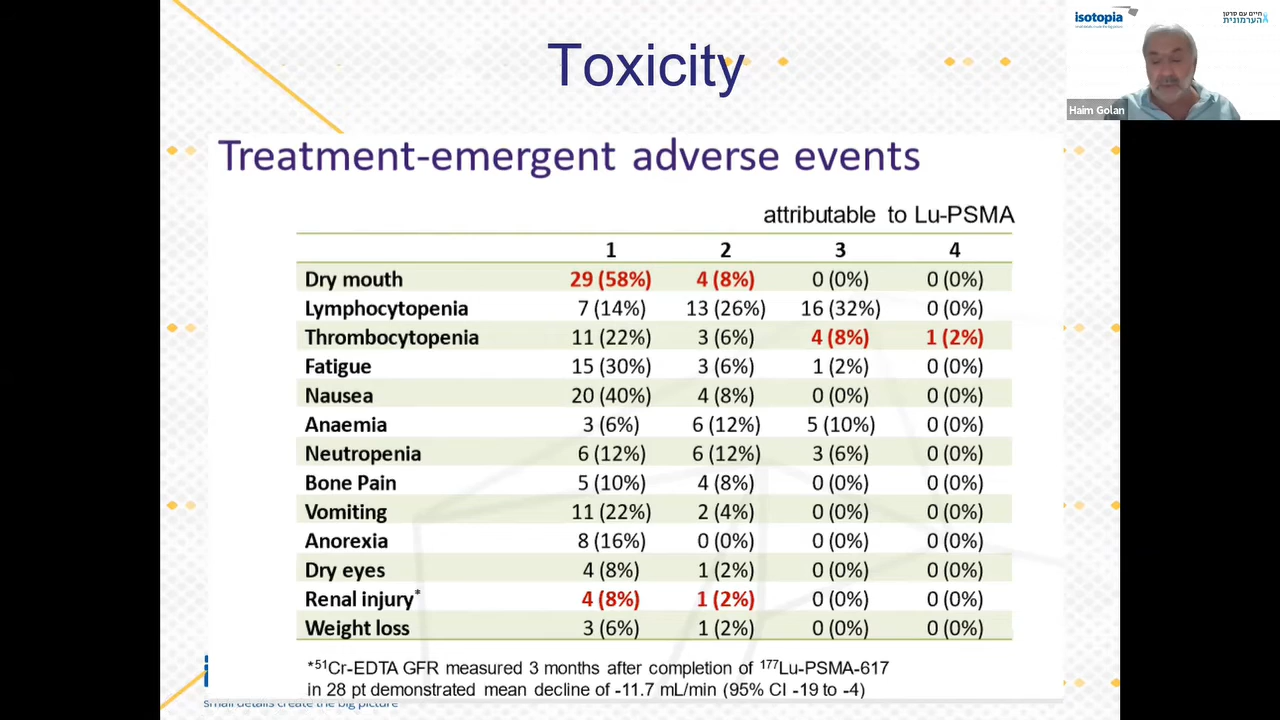 Toxicity
isotopia
חיים עם סרטן
הערמונית
Haim Golan
Treatment-emergent adverse events
attributable to Lu-PSMA
1 2 3 4
Dry mouth 29 (58%) 4 (8%) 0 (0%) 0 (0%)
Lymphocytopenia 7 (14%) 13 (26%) 16 (32%) 0 (0%)
Thrombocytopenia 11 (22%) 3 (6%) 4 (8%) 1 (2%)
Fatigue 15 (30%) 3 (6%) 1 (2%) 0 (0%)
Nausea 20 (40%) 4 (8%) 0 (0%) 0 (0%)
Anaemia 3 (6%) 6 (12%) 5 (10%) 0 (0%)
Neutropenia 6 (12%) 6 (12%) 3 (6%) 0 (0%)
Bone Pain 5 (10%) 4 (8%) 0 (0%) 0 (0%)
Vomiting 11 (22%) 2 (4%) 0 (0%) 0 (0%)
Anorexia 8 (16%) 0 (0%) 0 (0%) 0 (0%)
Dry eyes 4 (8%) 1 (2%) 0 (0%) 0 (0%)
Renal injury* 4 (8%) 1 (2%) 0 (0%) 0 (0%)
Weight loss 3 (6%) 1 (2%) 0 (0%) 0 (0%)
*⁵¹Cr-EDTA GFR measured 3 months after completion of ¹⁷⁷Lu-PSMA-617
in 28 pt demonstrated mean decline of -11.7 mL/min (95% CI -19 to -4)
small details create the big picture